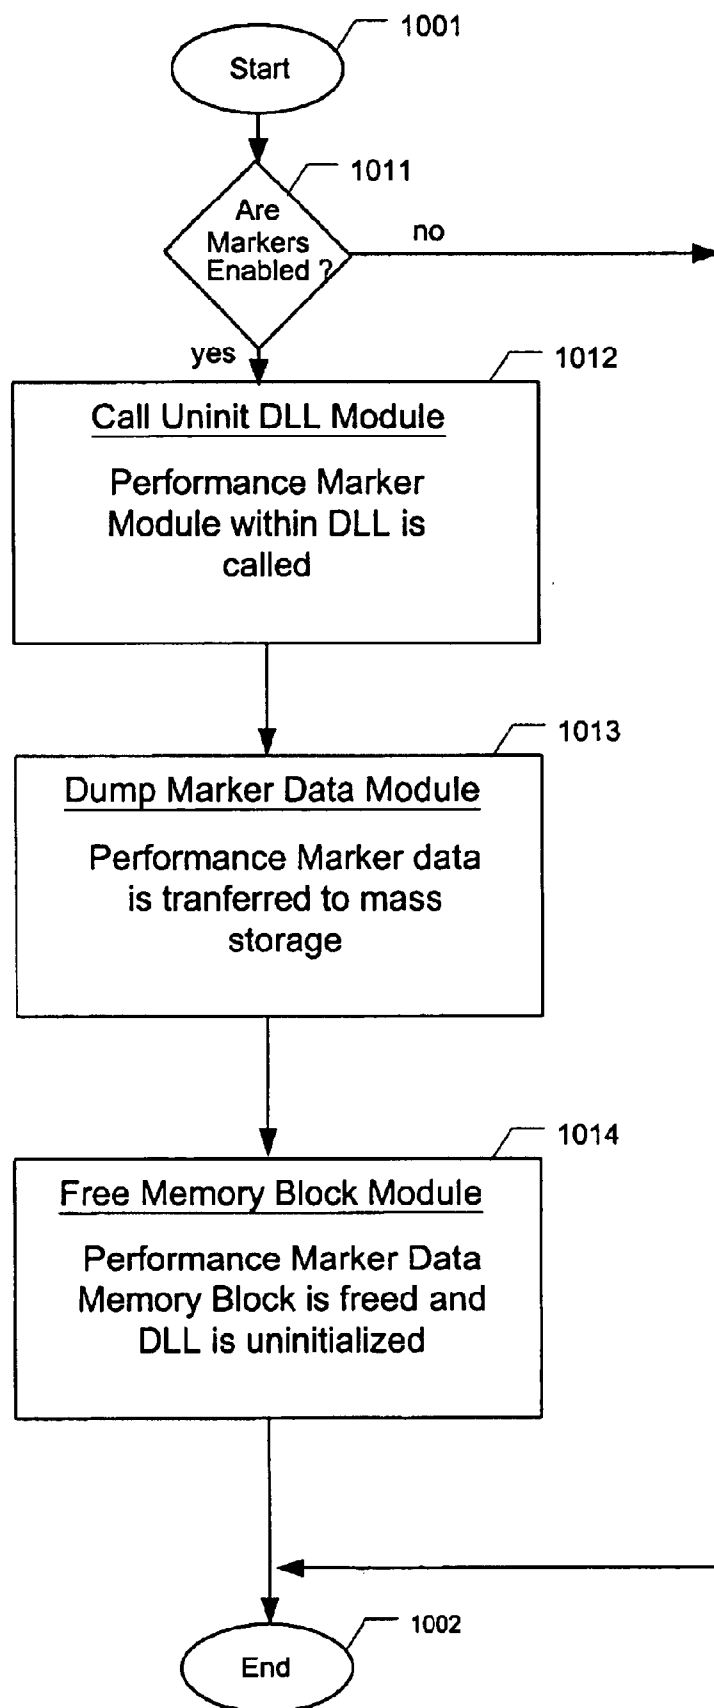 1001
Start
1011
Are
Markers
Enabled ?
no
yes
1012
Call Uninit DLL Module
Performance Marker
Module within DLL is
called
1013
Dump Marker Data Module
Performance Marker data
is tranferred to mass
storage
1014
Free Memory Block Module
Performance Marker Data
Memory Block is freed and
DLL is uninitialized
1002
End